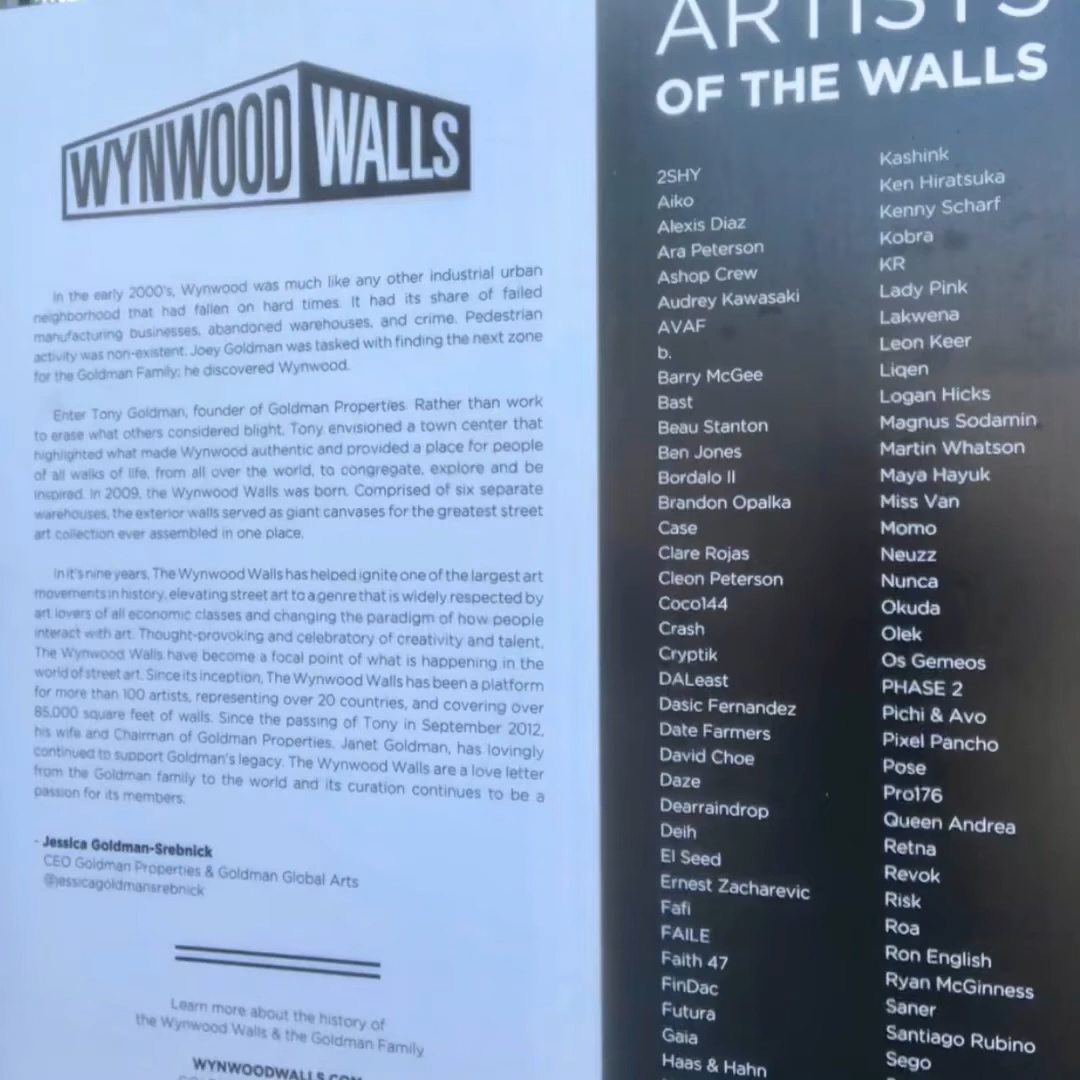 WYNWOOD WALLS
In the early 2000's, Wynwood was much like any other industrial urban
neighborhood that had fallen on hard times. It had its share of failed
manufacturing businesses, abandoned warehouses, and crime. Pedestrian
activity was non-existent. Joey Goldman was tasked with finding the next zone
for the Goldman Family; he discovered Wynwood.
Enter Tony Goldman, founder of Goldman Properties. Rather than work
to erase what others considered blight, Tony envisioned a town center that
highlighted what made Wynwood authentic and provided a place for people
of all walks of life, from all over the world, to congregate, explore and be
inspired. In 2009, the Wynwood Walls was born. Comprised of six separate
warehouses, the exterior walls served as giant canvases for the greatest street
art collection ever assembled in one place.
In it's nine years, The Wynwood Walls has helped ignite one of the largest art
movements in history, elevating street art to a genre that is widely respected by
art lovers of all economic classes and changing the paradigm of how people
interact with art. Thought-provoking and celebratory of creativity and talent,
The Wynwood Walls have become a focal point of what is happening in the
world of street art. Since its inception, The Wynwood Walls has been a platform
for more than 100 artists, representing over 20 countries, and covering over
85,000 square feet of walls. Since the passing of Tony in September 2012,
his wife and Chairman of Goldman Properties, Janet Goldman, has lovingly
continued to support Goldman's legacy. The Wynwood Walls are a love letter
from the Goldman family to the world and its curation continues to be a
passion for its members.
- Jessica Goldman-Srebnick
CEO Goldman Properties & Goldman Global Arts
@jessicagoldmansrebnick
Learn more about the history of
the Wynwood Walls & the Goldman Family
WYNWOODWALLS.COM
ARTISTS
OF THE WALLS
2SHY
Aiko
Alexis Diaz
Ara Peterson
Ashop Crew
Audrey Kawasaki
AVAF
b.
Barry McGee
Bast
Beau Stanton
Ben Jones
Bordalo II
Brandon Opalka
Case
Clare Rojas
Cleon Peterson
Coco144
Crash
Cryptik
DALeast
Dasic Fernandez
Date Farmers
David Choe
Daze
Dearraindrop
Deih
El Seed
Ernest Zacharevic
Fafi
FAILE
Faith 47
FinDac
Futura
Gaia
Haas & Hahn
Kashink
Ken Hiratsuka
Kenny Scharf
Kobra
KR
Lady Pink
Lakwena
Leon Keer
Liqen
Logan Hicks
Magnus Sodamin
Martin Whatson
Maya Hayuk
Miss Van
Momo
Neuzz
Nunca
Okuda
Olek
Os Gemeos
PHASE 2
Pichi & Avo
Pixel Pancho
Pose
Pro176
Queen Andrea
Retna
Revok
Risk
Roa
Ron English
Ryan McGinness
Saner
Santiago Rubino
Sego